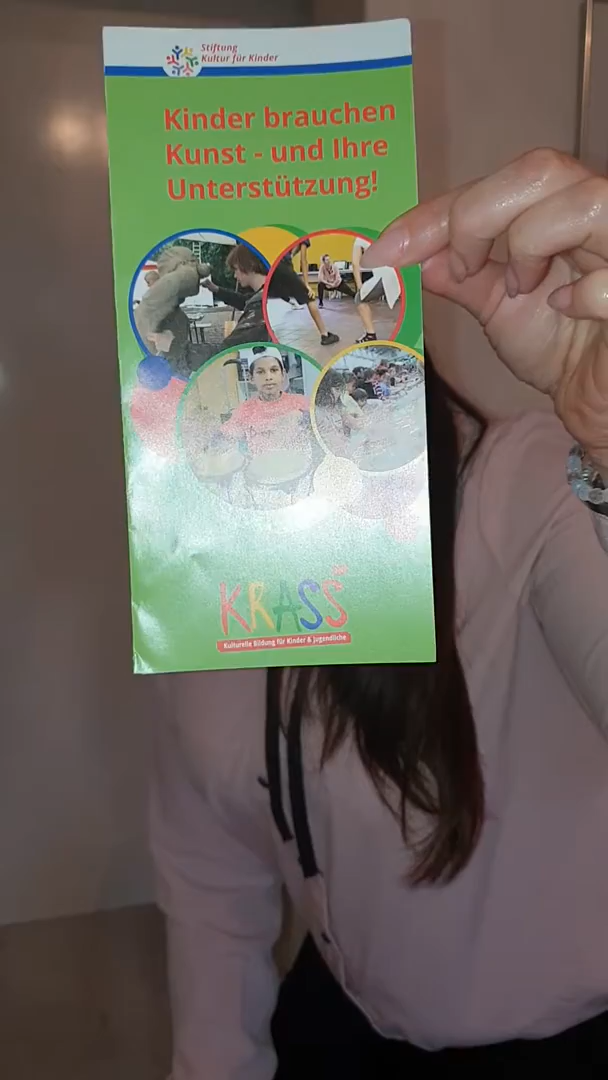 Stiftung
Kultur für Kinder
Kinder brauchen
Kunst - und Ihre
Unterstützung!
KRASS
Kulturelle Bildung für Kinder & Jugendliche